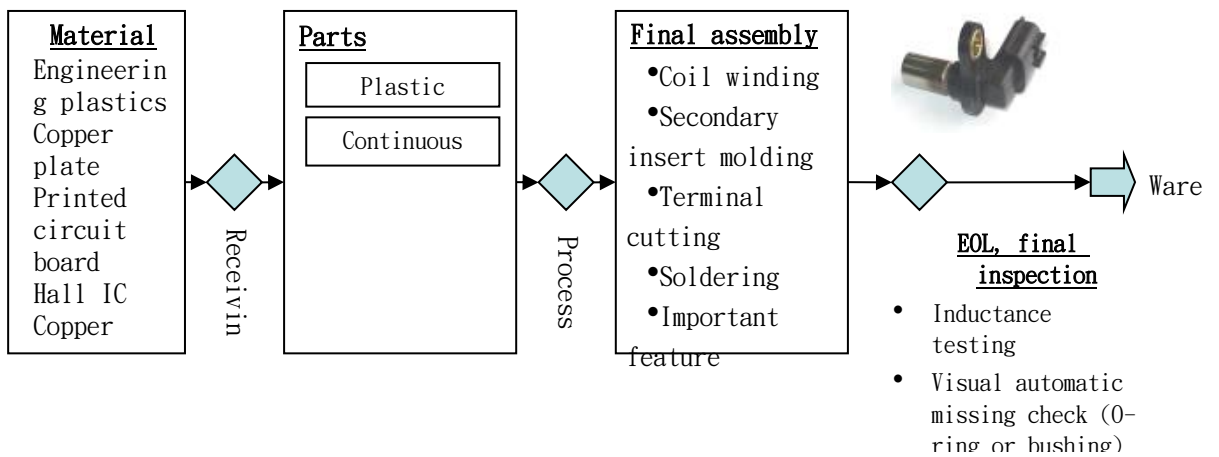 Material
Engineerin
g plastics
Copper
plate
Printed
circuit
board
Hall IC
Copper
Receivin
Parts
Plastic
Continuous
Process
Final assembly
•Coil winding
•Secondary
insert molding
•Terminal
cutting
•Soldering
•Important
feature
Ware
EOL, final
inspection
• Inductance
testing
• Visual automatic
missing check (O-
ring or bushing)